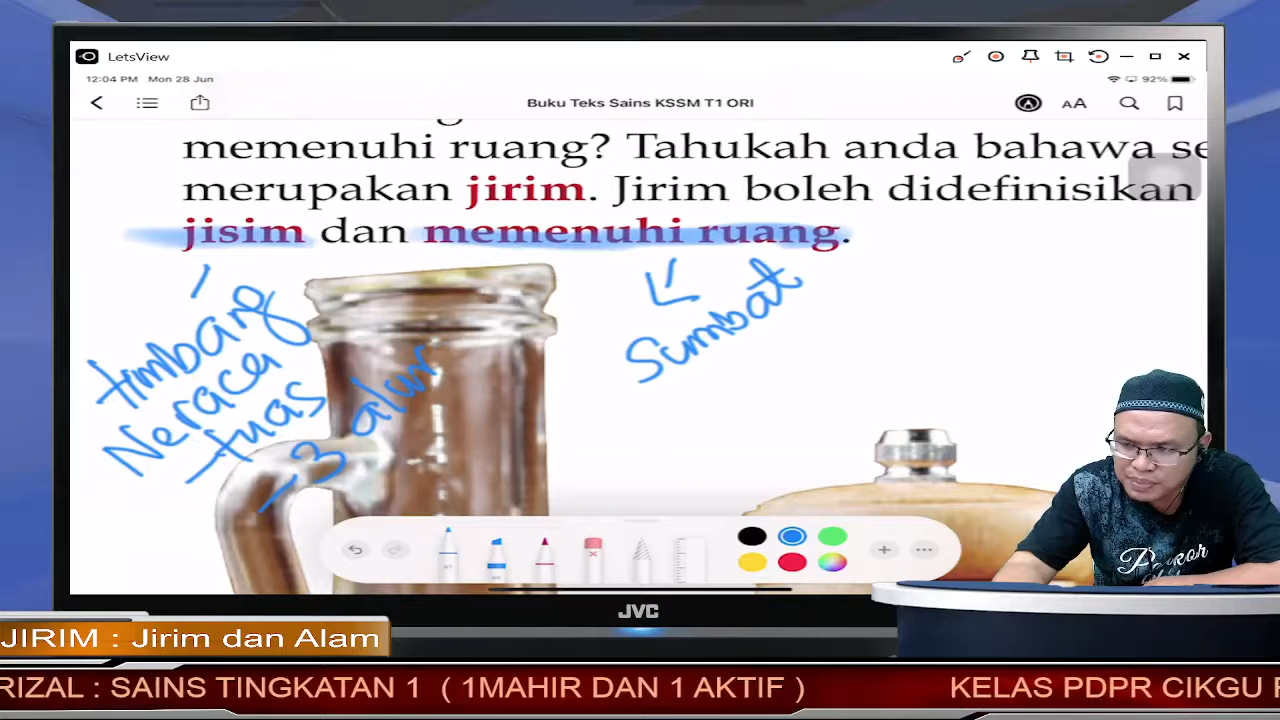 LetsView
12:04 PM Mon 28 Jun
92%
Buku Teks Sains KSSM T1 ORI
AA
memenuhi ruang? Tahukah anda bahawa se
merupakan jirim. Jirim boleh didefinisikan
jisim dan memenuhi ruang.
timbang
Neraca
-tuas
-3 alur
Sumbat
JVC
JIRIM : Jirim dan Alam
RIZAL : SAINS TINGKATAN 1 ( 1MAHIR DAN 1 AKTIF )
KELAS PDPR CIKGU